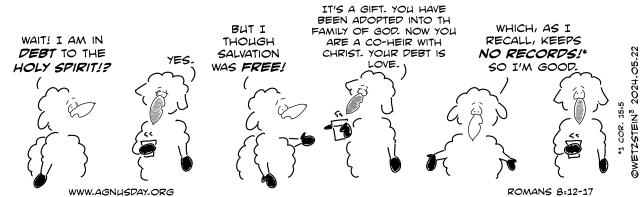 WAIT! I AM IN
DEBT TO THE
HOLY SPIRIT!?
YES.
BUT I
THOUGH
SALVATION
WAS FREE!
IT'S A GIFT. YOU HAVE
BEEN ADOPTED INTO TH
FAMILY OF GOD. NOW YOU
ARE A CO-HEIR WITH
CHRIST. YOUR DEBT IS
LOVE.
WHICH, AS I
RECALL, KEEPS
NO RECORDS!*
SO I'M GOOD.
*1 COR. 15:5
©WETZSTEIN³ 2024.05.22
WWW.AGNUSDAY.ORG
ROMANS 8:12-17